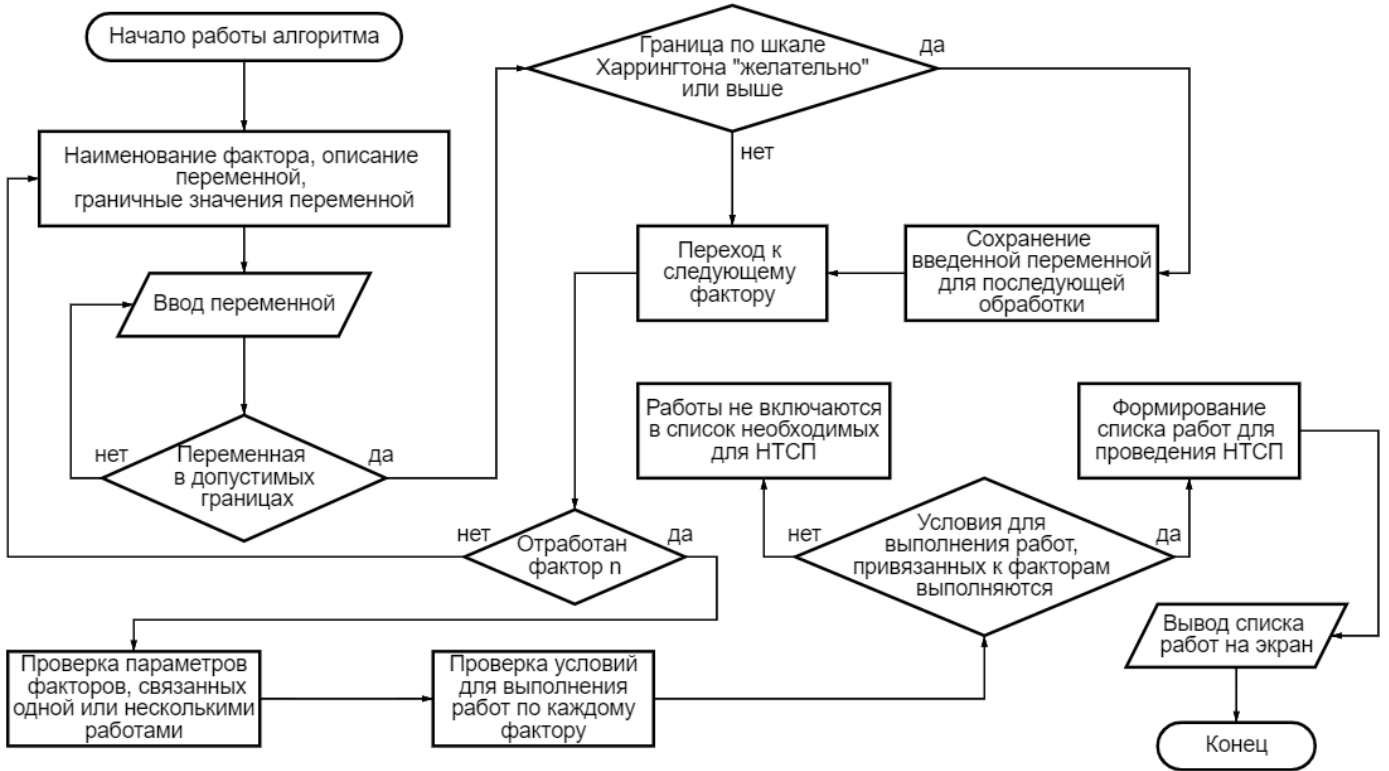 Начало работы алгоритма
Наименование фактора, описание
переменной,
граничные значения переменной
Ввод переменной
нет
Переменная
в допустимых
границах
да
Граница по шкале
Харрингтона "желательно"
или выше
да
нет
Переход к
следующему
фактору
Сохранение
введенной переменной
для последующей
обработки
нет
Отработан
фактор n
да
Проверка параметров
факторов, связанных
одной или несколькими
работами
Проверка условий
для выполнения
работ по каждому
фактору
Условия для
выполнения работ,
привязанных к факторам
выполняются
нет
да
Работы не включаются
в список необходимых
для НТСП
Формирование
списка работ для
проведения НТСП
Вывод списка
работ на экран
Конец